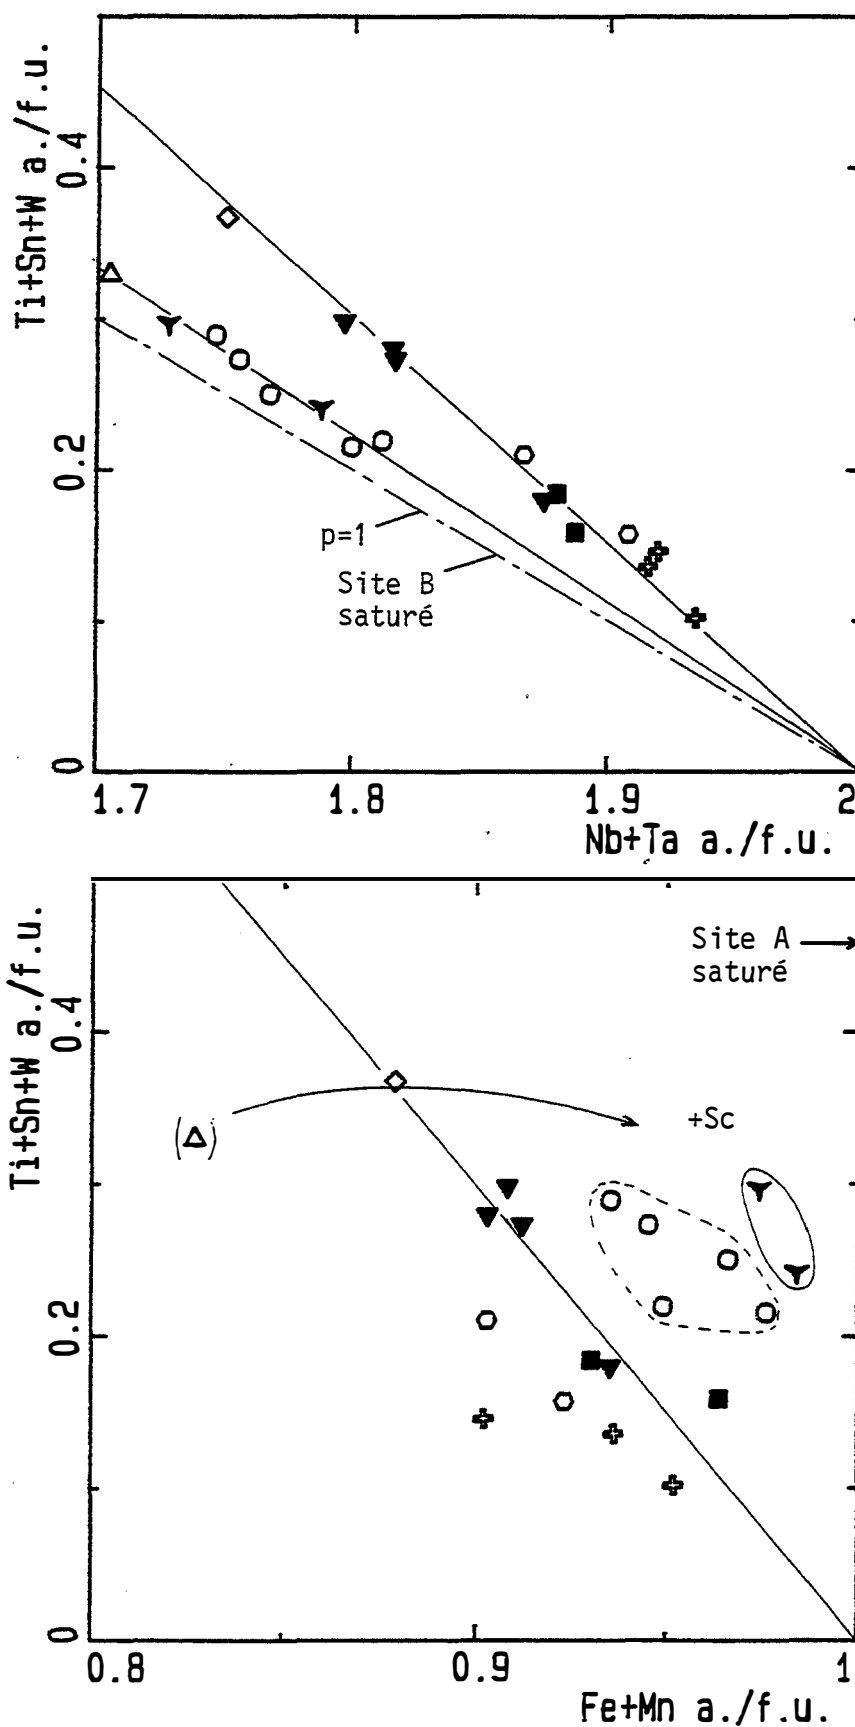 Ti+Sn+W a./f.u.
0.4
0.2
0
p=1
Site B
saturé
1.7
1.8
1.9
2
Nb+Ta a./f.u.
Ti+Sn+W a./f.u.
0.4
0.2
0
Site A
saturé
+Sc
0.8
0.9
1
Fe+Mn a./f.u.